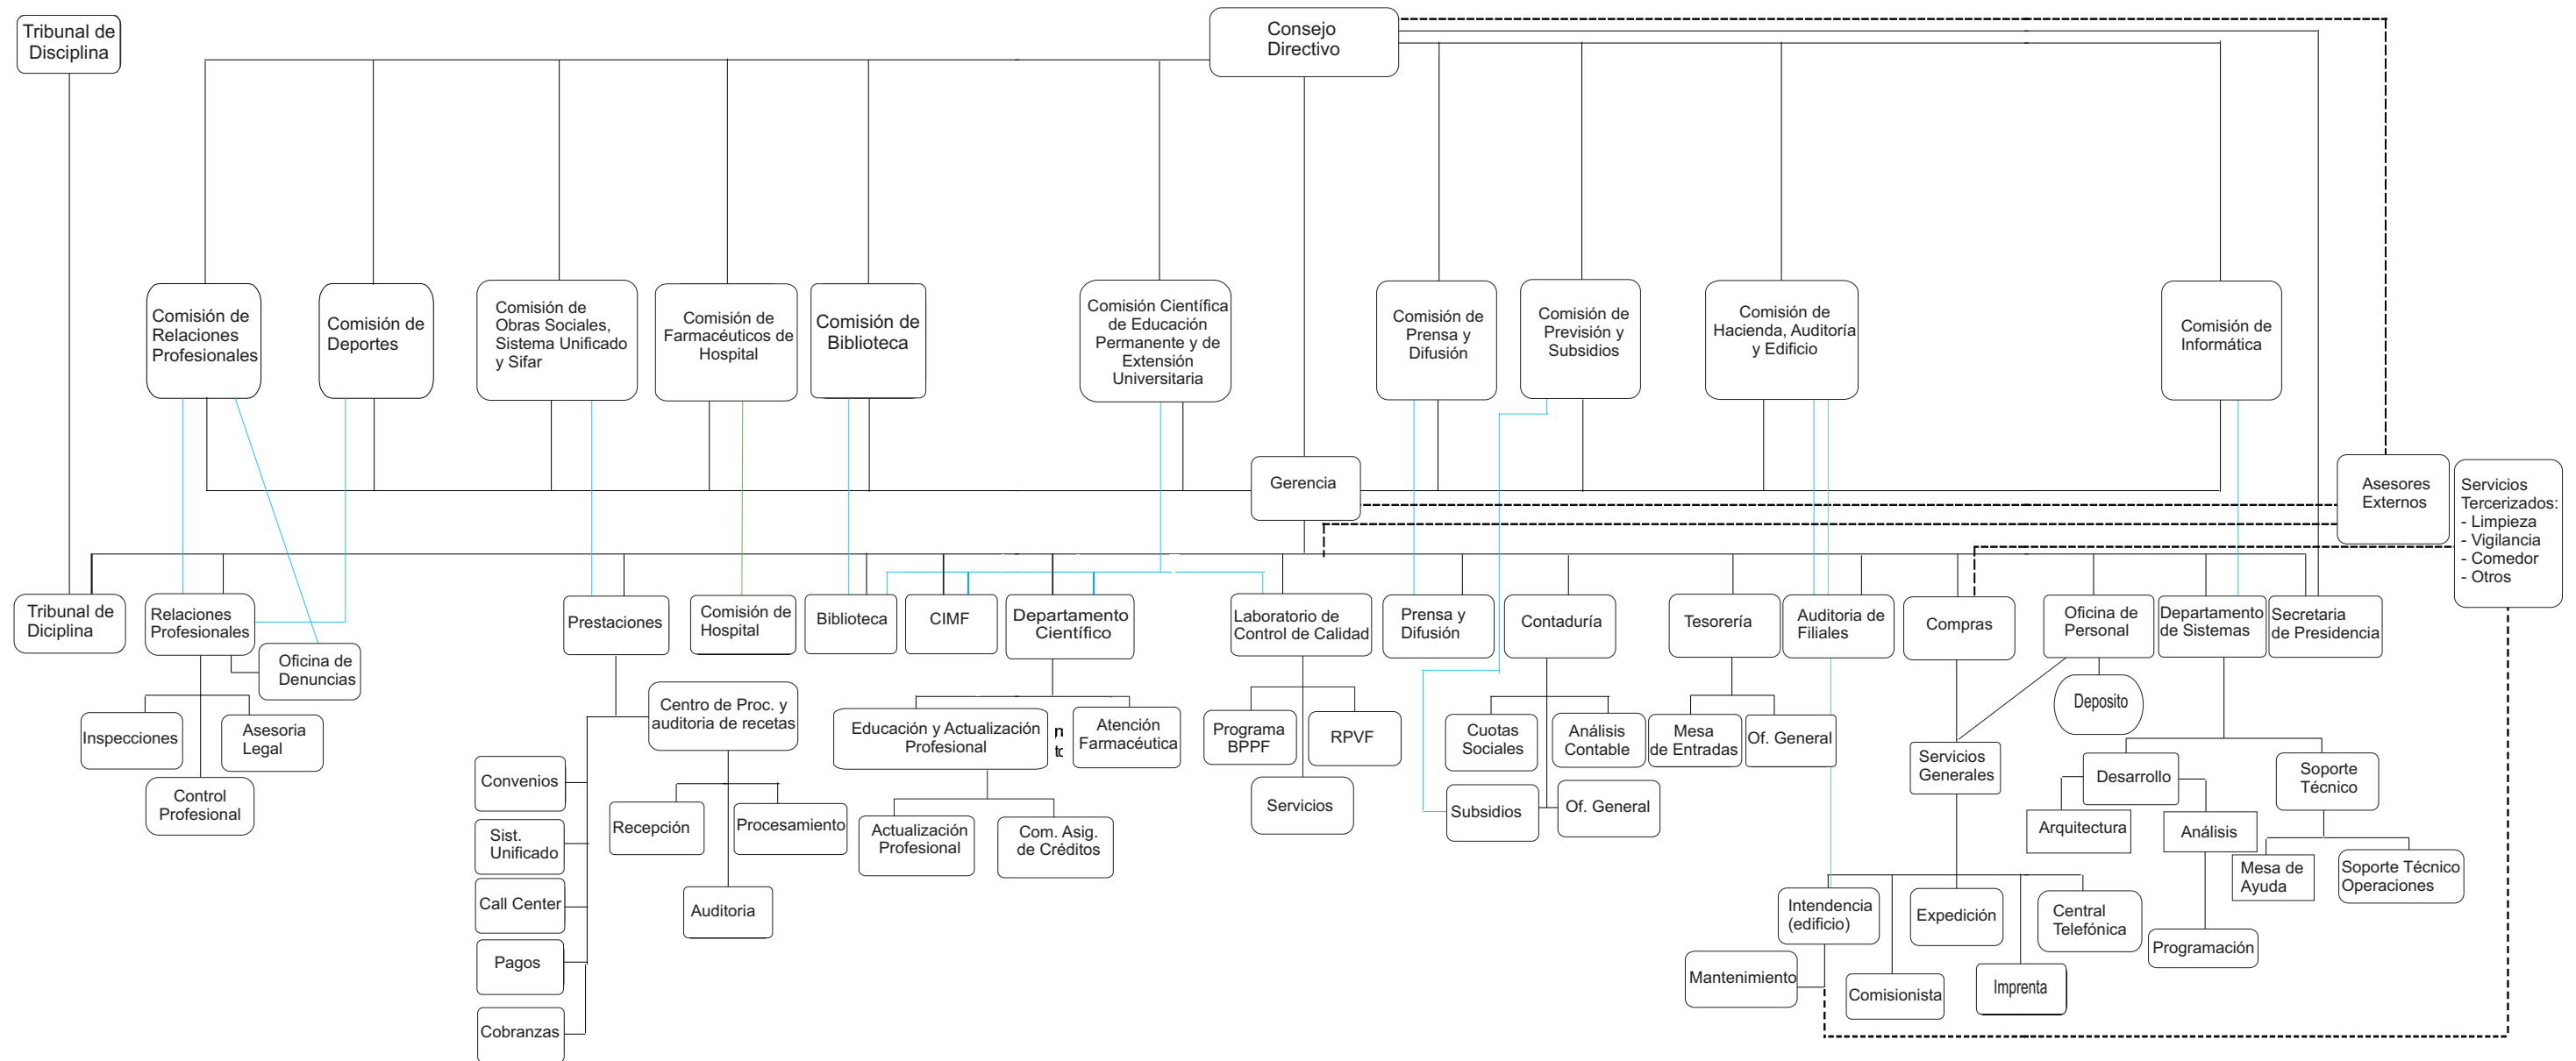 Tribunal de
Disciplina
Consejo
Directivo
Comisión de
Relaciones
Profesionales
Comisión de
Deportes
Comisión de
Obras Sociales,
Sistema Unificado
y Sifar
Comisión de
Farmacéuticos de
Hospital
Comisión de
Biblioteca
Comisión Científica
de Educación
Permanente y de
Extensión
Universitaria
Comisión de
Prensa y
Difusión
Comisión de
Previsión y
Subsidios
Comisión de
Hacienda, Auditoría
y Edificio
Comisión de
Informática
Gerencia
Asesores
Externos
Servicios
Tercerizados:
- Limpieza
- Vigilancia
- Comedor
- Otros
Tribunal de
Diciplina
Relaciones
Profesionales
Oficina de
Denuncias
Prestaciones
Comisión de
Hospital
Biblioteca
CIMF
Departamento
Científico
Laboratorio de
Control de Calidad
Prensa y
Difusión
Contaduría
Tesorería
Auditoria de
Filiales
Compras
Oficina de
Personal
Departamento
de Sistemas
Secretaria
de Presidencia
Inspecciones
Asesoria
Legal
Control
Profesional
Centro de Proc. y
auditoria de recetas
Convenios
Sist.
Unificado
Call Center
Pagos
Cobranzas
Recepción
Procesamiento
Auditoria
Educación y Actualización
Profesional
Atención
Farmacéutica
Actualización
Profesional
Com. Asig.
de Créditos
Programa
BPPF
RPVF
Servicios
Cuotas
Sociales
Análisis
Contable
Subsidios
Of. General
Mesa
de Entradas
Of. General
Deposito
Servicios
Generales
Desarrollo
Soporte
Técnico
Arquitectura
Análisis
Mesa de
Ayuda
Soporte Técnico
Operaciones
Programación
Intendencia
(edificio)
Expedición
Central
Telefónica
Mantenimiento
Comisionista
Imprenta